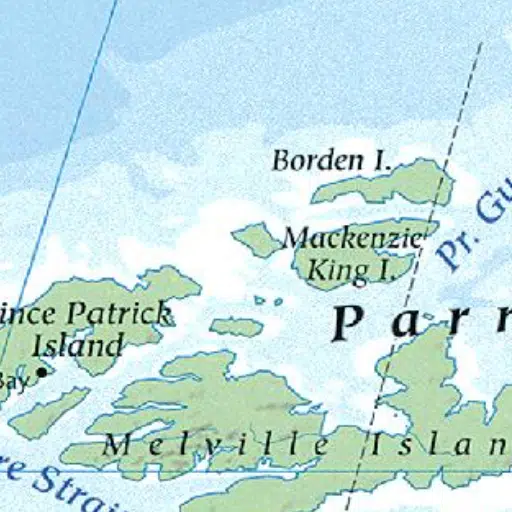 Borden I.
Pr. Gu
Mackenzie
King I.
ince Patrick
Island
Parr
Bay
Melville Islan
re Strai